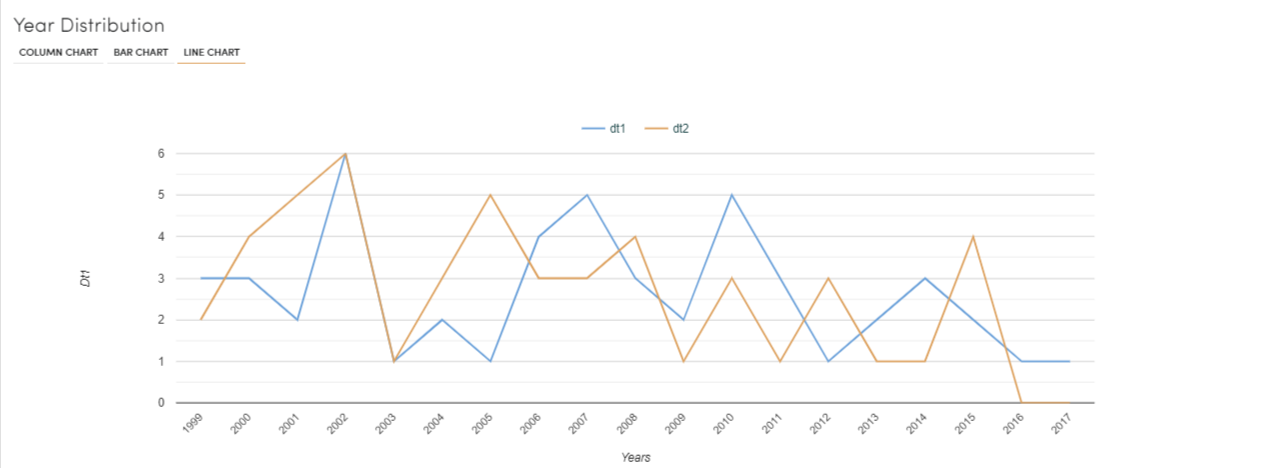 Year Distribution
COLUMN CHART BAR CHART LINE CHART
dt1 dt2
6
5
4
3
2
1
0
Dt1
1999 2000 2001 2002 2003 2004 2005 2006 2007 2008 2009 2010 2011 2012 2013 2014 2015 2016 2017
Years